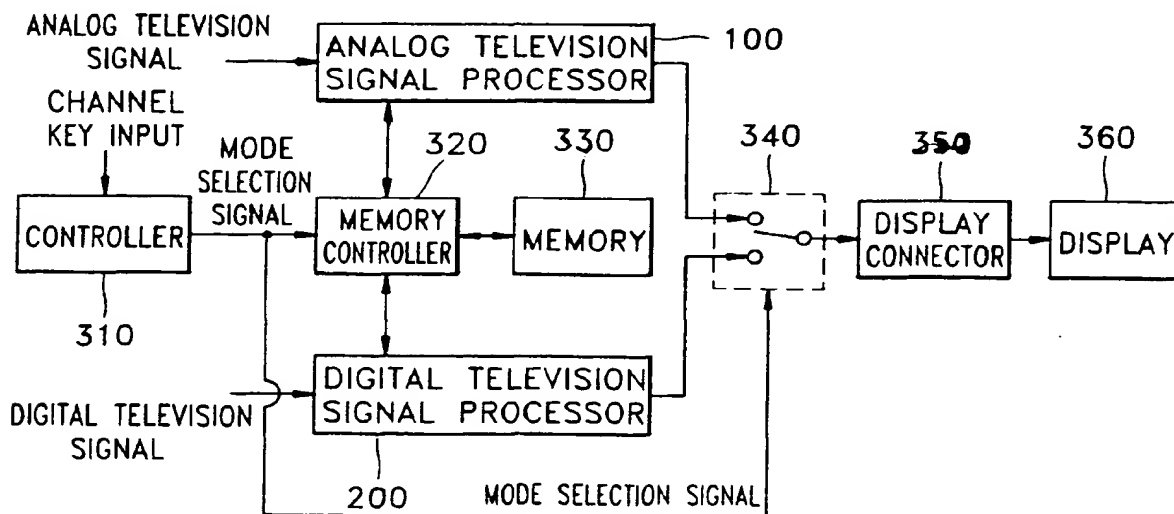 ANALOG TELEVISION
SIGNAL
ANALOG TELEVISION
SIGNAL PROCESSOR
100
CHANNEL
KEY INPUT
MODE
SELECTION
SIGNAL
320
330
340
350
360
CONTROLLER
MEMORY
CONTROLLER
MEMORY
DISPLAY
CONNECTOR
DISPLAY
310
DIGITAL TELEVISION
SIGNAL
DIGITAL TELEVISION
SIGNAL PROCESSOR
200
MODE SELECTION SIGNAL